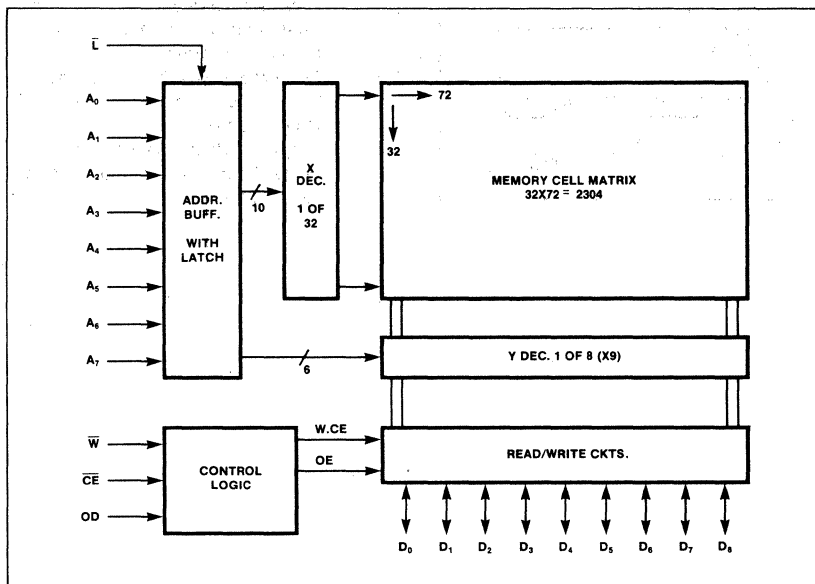 L̅
A₀
A₁
A₂
A₃
A₄
A₅
A₆
A₇
ADDR.
BUFF.
WITH
LATCH
10
6
X
DEC.
1 OF
32
72
32
MEMORY CELL MATRIX
32X72 = 2304
Y DEC. 1 OF 8 (X9)
W̅
C̅E̅
OD
CONTROL
LOGIC
W.CE
OE
READ/WRITE CKTS.
D₀ D₁ D₂ D₃ D₄ D₅ D₆ D₇ D₈